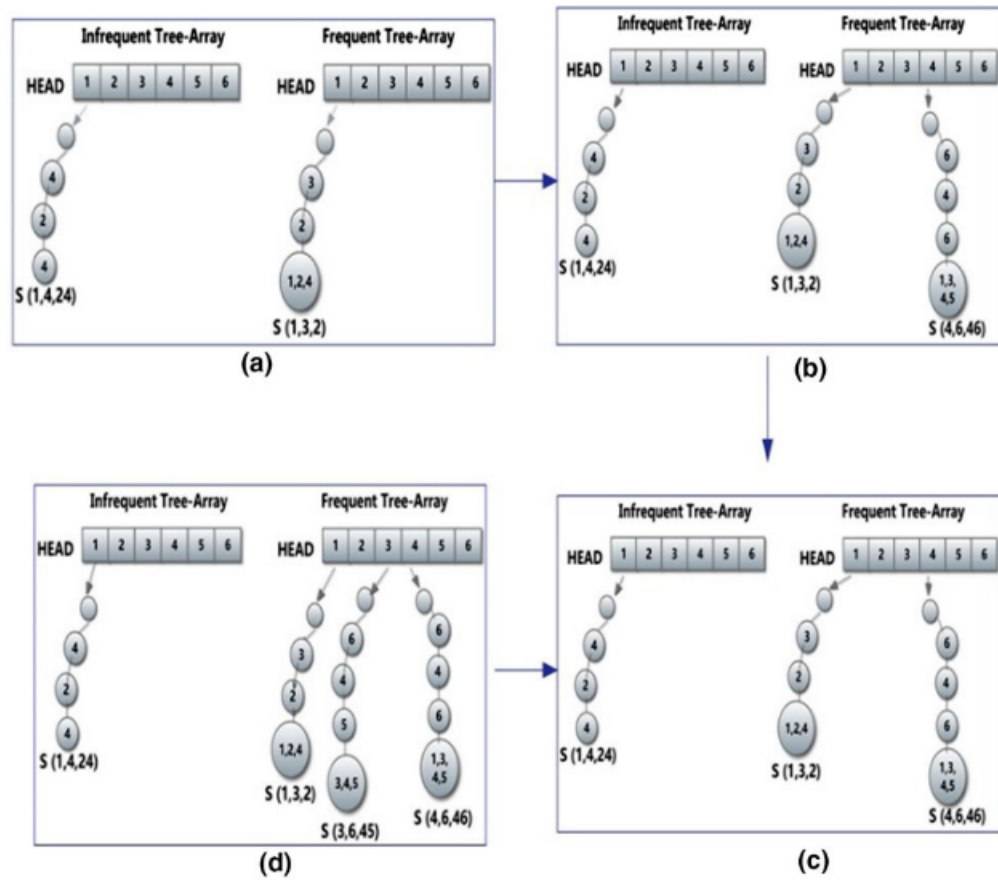 Infrequent Tree-Array Frequent Tree-Array
HEAD 1 2 3 4 5 6 HEAD 1 2 3 4 5 6
4 3
2 2
4 1,2,4
S (1,4,24) S (1,3,2)
(a)
Infrequent Tree-Array Frequent Tree-Array
HEAD 1 2 3 4 5 6 HEAD 1 2 3 4 5 6
4 3 6
2 2 4
4 1,2,4 6
S (1,4,24) S (1,3,2) 1,3,
4,5
S (4,6,46)
(b)
Infrequent Tree-Array Frequent Tree-Array
HEAD 1 2 3 4 5 6 HEAD 1 2 3 4 5 6
4 3 6 6
2 2 4 4
4 1,2,4 5 6
S (1,4,24) S (1,3,2) 3,4,5 1,3,
4,5
S (3,6,45) S (4,6,46)
(d)
Infrequent Tree-Array Frequent Tree-Array
HEAD 1 2 3 4 5 6 HEAD 1 2 3 4 5 6
4 3 6
2 2 4
4 1,2,4 6
S (1,4,24) S (1,3,2) 1,3,
4,5
S (4,6,46)
(c)